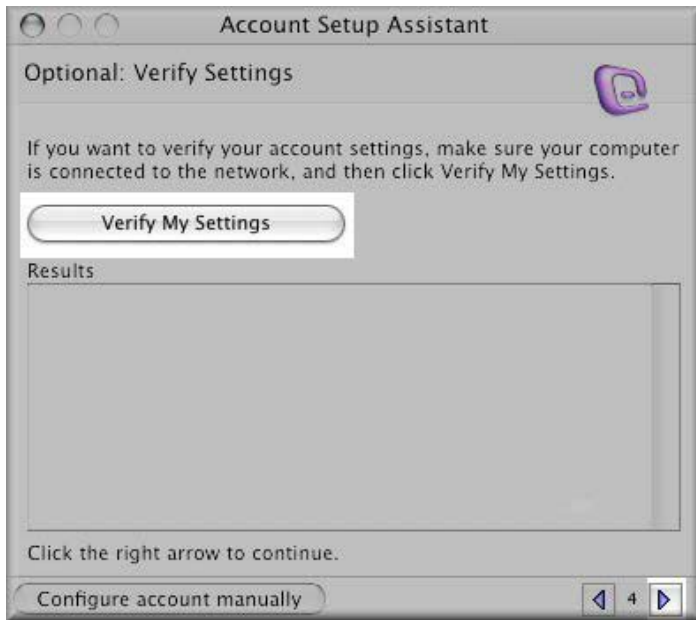 Account Setup Assistant
Optional: Verify Settings
If you want to verify your account settings, make sure your computer
is connected to the network, and then click Verify My Settings.
Verify My Settings
Results
Click the right arrow to continue.
Configure account manually
4